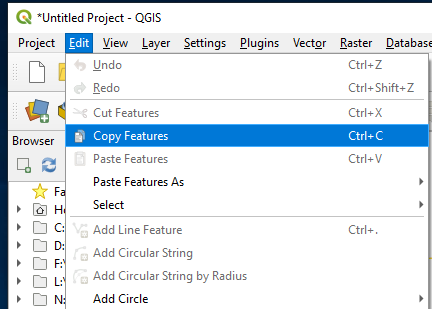 *Untitled Project - QGIS
Project Edit View Layer Settings Plugins Vector Raster Database
Undo Ctrl+Z
Redo Ctrl+Shift+Z
Cut Features Ctrl+X
Copy Features Ctrl+C
Paste Features Ctrl+V
Paste Features As
Select
Add Line Feature Ctrl+.
Add Circular String
Add Circular String by Radius
Add Circle
Browser
Fa
C:
D:
F:\
L:\
N: